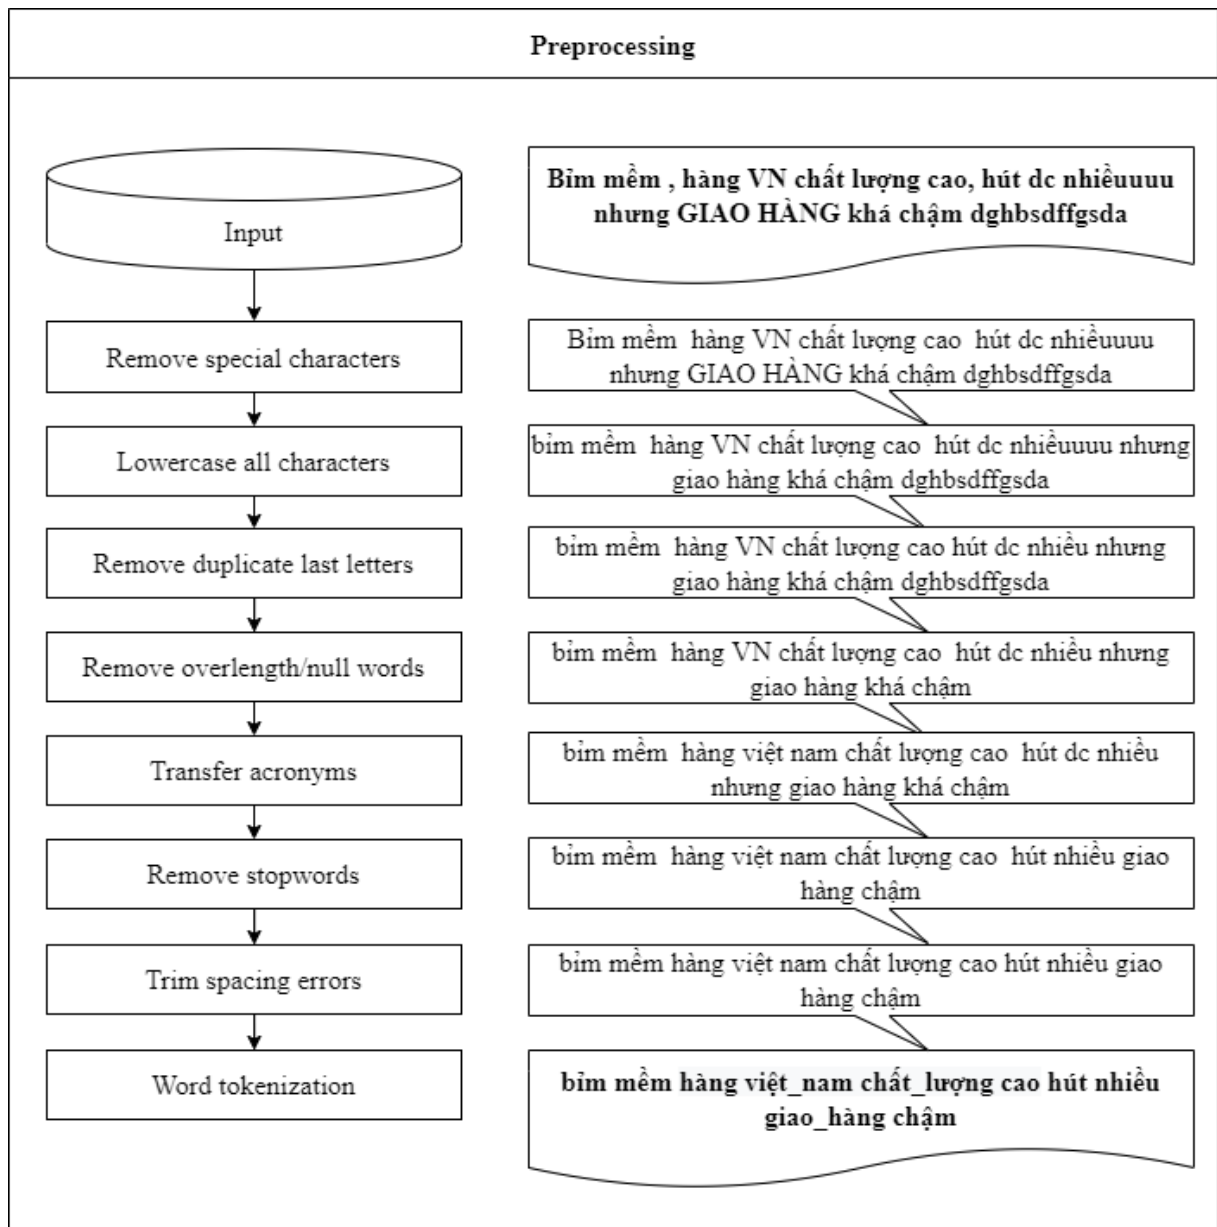 Preprocessing
Input
Bỉm mềm , hàng VN chất lượng cao, hút dc nhiềuuuu
nhưng GIAO HÀNG khá chậm dghbsdffgsda
Remove special characters
Bỉm mềm  hàng VN chất lượng cao  hút dc nhiềuuuu
nhưng GIAO HÀNG khá chậm dghbsdffgsda
Lowercase all characters
bỉm mềm  hàng VN chất lượng cao  hút dc nhiềuuuu nhưng
giao hàng khá chậm dghbsdffgsda
Remove duplicate last letters
bỉm mềm  hàng VN chất lượng cao hút dc nhiều nhưng
giao hàng khá chậm dghbsdffgsda
Remove overlength/null words
bỉm mềm  hàng VN chất lượng cao  hút dc nhiều nhưng
giao hàng khá chậm
Transfer acronyms
bỉm mềm  hàng việt nam chất lượng cao  hút dc nhiều
nhưng giao hàng khá chậm
Remove stopwords
bỉm mềm  hàng việt nam chất lượng cao  hút nhiều giao
hàng chậm
Trim spacing errors
bỉm mềm hàng việt nam chất lượng cao hút nhiều giao
hàng chậm
Word tokenization
bỉm mềm hàng việt_nam chất_lượng cao hút nhiều
giao_hàng chậm